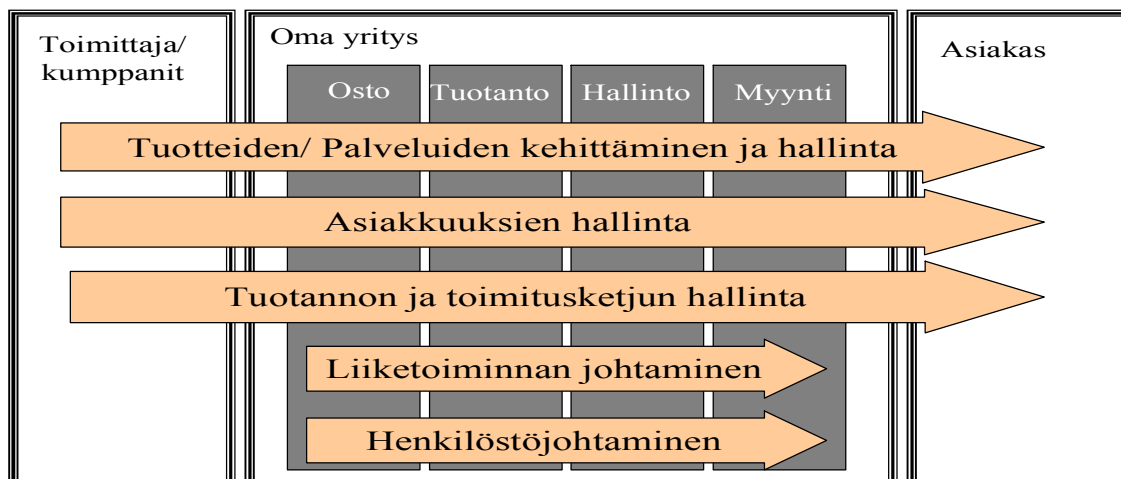 Toimittaja/
kumppanit
Oma yritys
Asiakas
Osto
Tuotanto
Hallinto
Myynti
Tuotteiden/ Palveluiden kehittäminen ja hallinta
Asiakkuuksien hallinta
Tuotannon ja toimitusketjun hallinta
Liiketoiminnan johtaminen
Henkilöstöjohtaminen